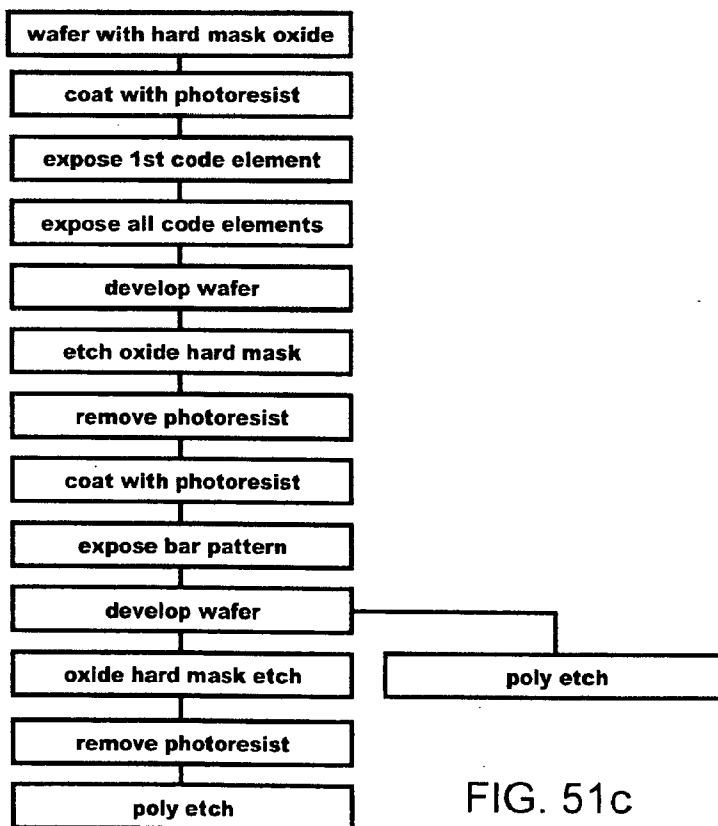 wafer with hard mask oxide
coat with photoresist
expose 1st code element
expose all code elements
develop wafer
etch oxide hard mask
remove photoresist
coat with photoresist
expose bar pattern
develop wafer
oxide hard mask etch
poly etch
remove photoresist
poly etch
FIG. 51c